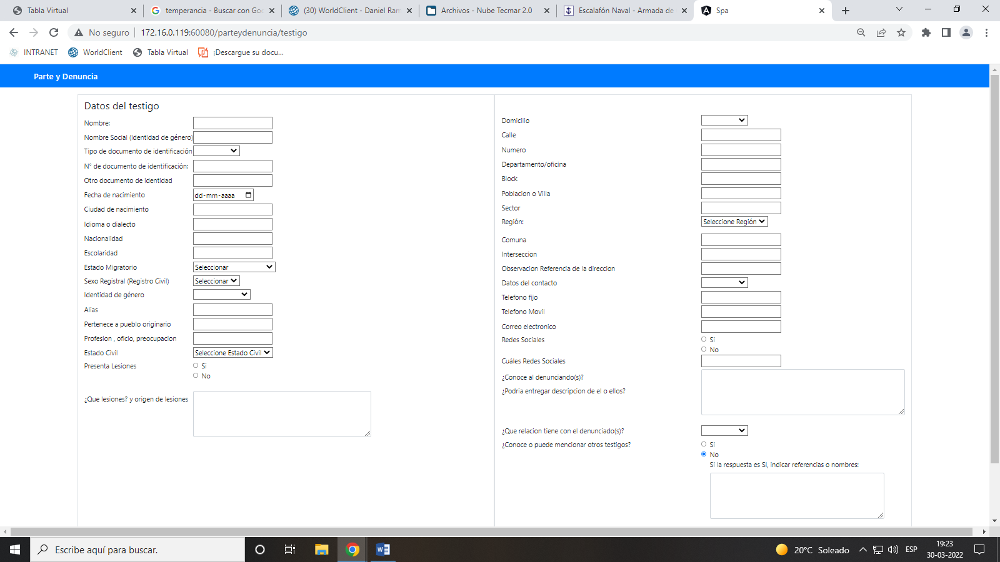 Tabla Virtual
temperancia - Buscar con Goo
(30) WorldClient - Daniel Ram
Archivos - Nube Tecmar 2.0
Escalafón Naval - Armada de
Spa
No seguro
172.16.0.119:60080/parteydenuncia/testigo
INTRANET
WorldClient
Tabla Virtual
¡Descargue su docu...
Parte y Denuncia
Datos del testigo
Nombre:
Nombre Social (identidad de género)
Tipo de documento de identificación
N° de documento de identificación:
Otro documento de identidad
Fecha de nacimiento
dd-mm-aaaa
Ciudad de nacimiento
Idioma o dialecto
Nacionalidad
Escolaridad
Estado Migratorio
Seleccionar
Sexo Registral (Registro Civil)
Seleccionar
Identidad de género
Alias
Pertenece a pueblo originario
Profesion , oficio, preocupacion
Estado Civil
Seleccione Estado Civil
Presenta Lesiones
Si
No
¿Que lesiones? y origen de lesiones
Domicilio
Calle
Numero
Departamento/oficina
Block
Poblacion o Villa
Sector
Región:
Seleccione Región
Comuna
Interseccion
Observacion Referencia de la direccion
Datos del contacto
Telefono fijo
Telefono Movil
Correo electronico
Redes Sociales
Si
No
Cuáles Redes Sociales
¿Conoce al denunciando(s)?
¿Podria entregar descripcion de el o ellos?
¿Que relacion tiene con el denunciado(s)?
¿Conoce o puede mencionar otros testigos?
Si
No
Si la respuesta es SI, indicar referencias o nombres:
Escribe aquí para buscar.
20°C Soleado
ESP
19:23
30-03-2022